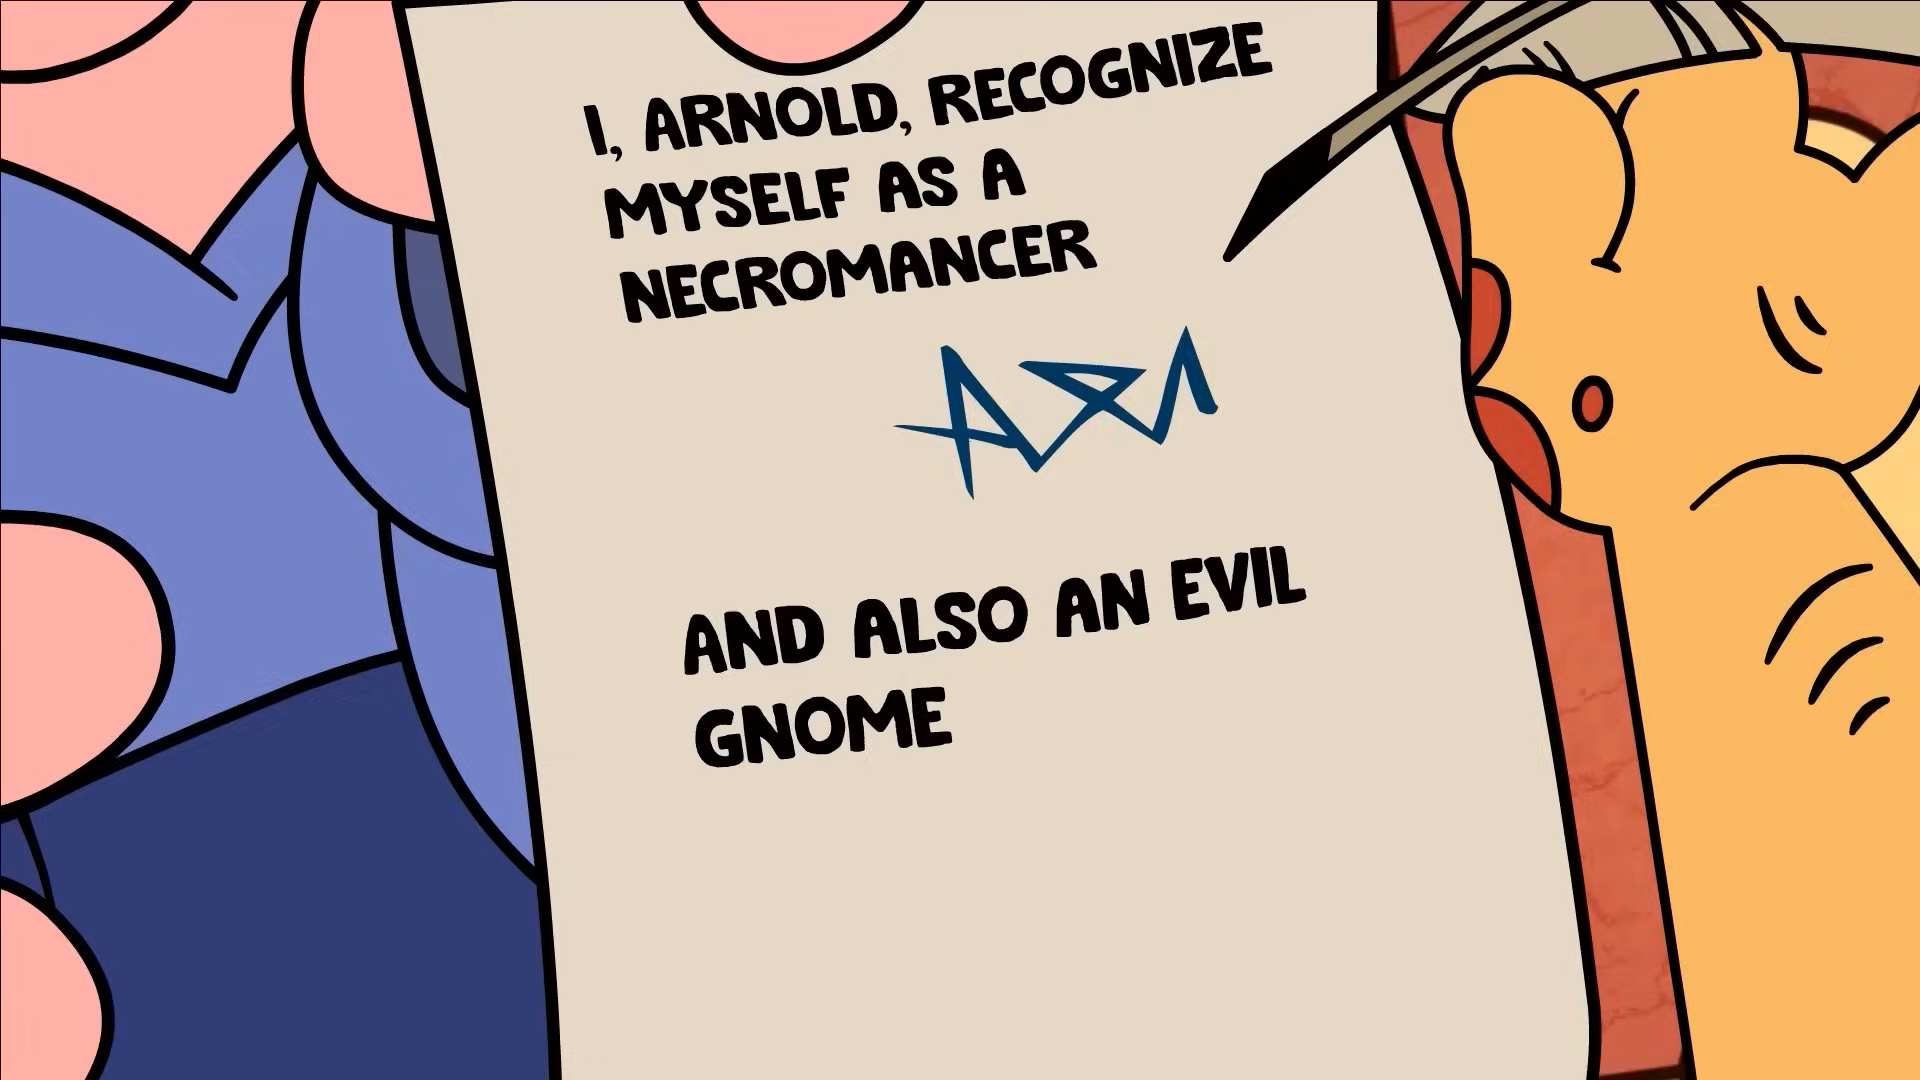 I, ARNOLD, RECOGNIZE
MYSELF AS A
NECROMANCER
AND ALSO AN EVIL
GNOME